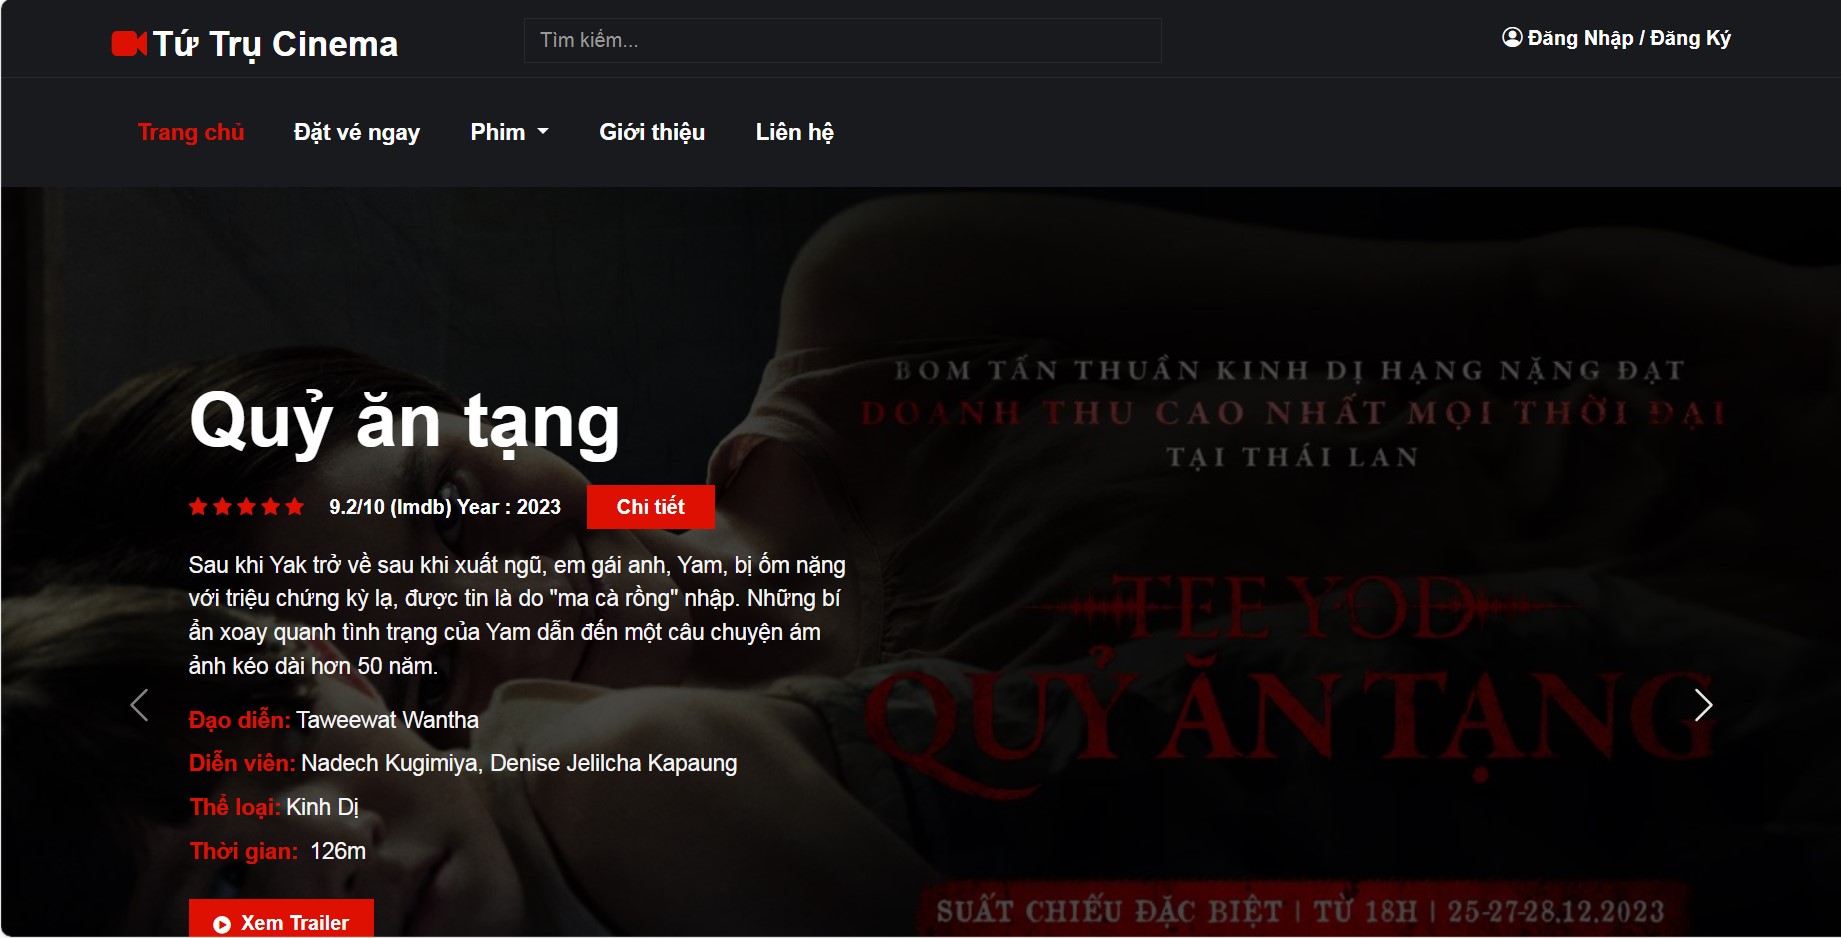 Tứ Trụ Cinema
Tìm kiếm...
Đăng Nhập / Đăng Ký
Trang chủ
Đặt vé ngay
Phim
Giới thiệu
Liên hệ
Quỷ ăn tạng
9.2/10 (Imdb) Year : 2023
Chi tiết
Sau khi Yak trở về sau khi xuất ngũ, em gái anh, Yam, bị ốm nặng
với triệu chứng kỳ lạ, được tin là do "ma cà rồng" nhập. Những bí
ẩn xoay quanh tình trạng của Yam dẫn đến một câu chuyện ám
ảnh kéo dài hơn 50 năm.
Đạo diễn: Taweewat Wantha
Diễn viên: Nadech Kugimiya, Denise Jelilcha Kapaung
Thể loại: Kinh Dị
Thời gian: 126m
Xem Trailer
BOM TẤN THUẦN KINH DỊ HẠNG NẶNG ĐẠT
DOANH THU CAO NHẤT MỌI THỜI ĐẠI
TẠI THÁI LAN
TEE YOD
QUỶ ĂN TẠNG
SUẤT CHIẾU ĐẶC BIỆT | TỪ 18H | 25-27-28.12.2023